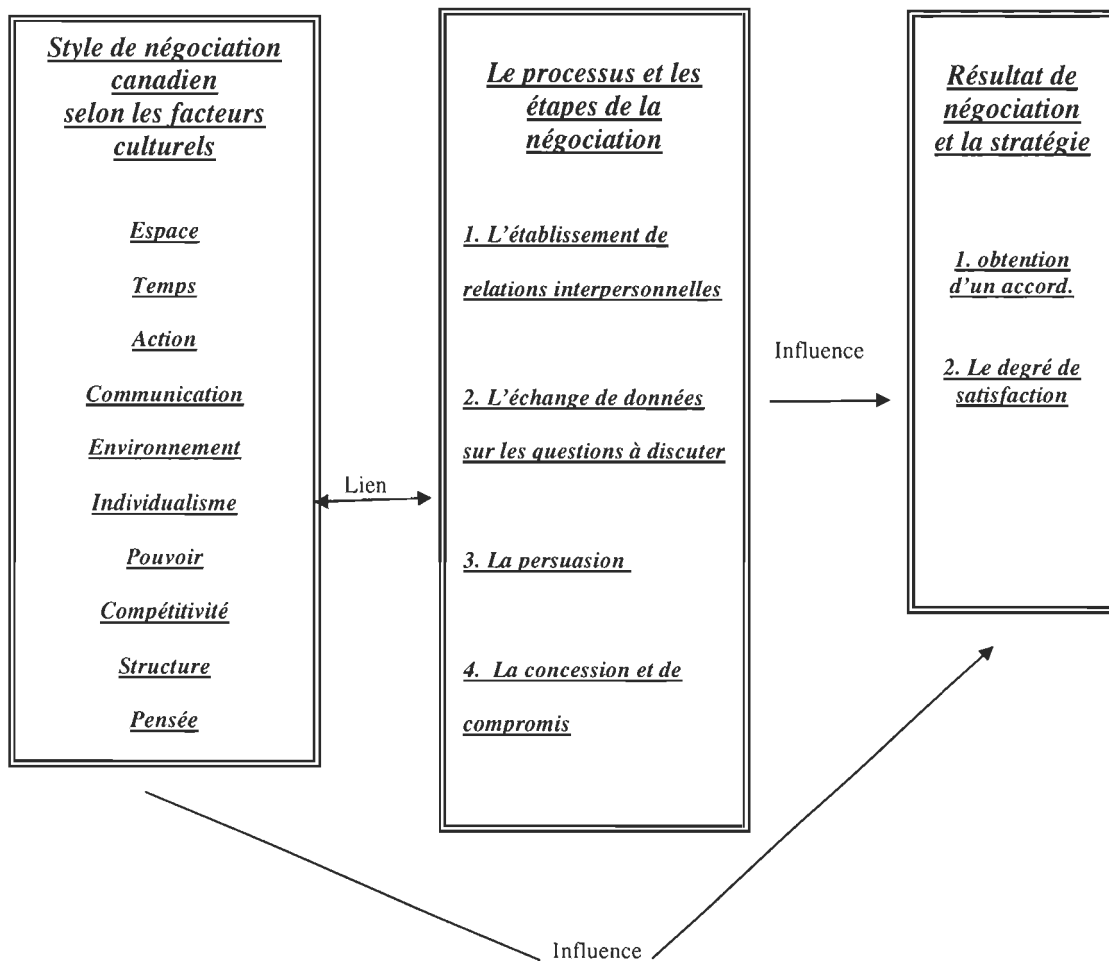 Style de négociation
canadien
selon les facteurs
culturels
Espace
Temps
Action
Communication
Environnement
Individualisme
Pouvoir
Compétitivité
Structure
Pensée
Lien
Le processus et les
étapes de la
négociation
1. L'établissement de
relations interpersonnelles
2. L'échange de données
sur les questions à discuter
3. La persuasion
4. La concession et de
compromis
Influence
Résultat de
négociation
et la stratégie
1. obtention
d'un accord.
2. Le degré de
satisfaction
Influence